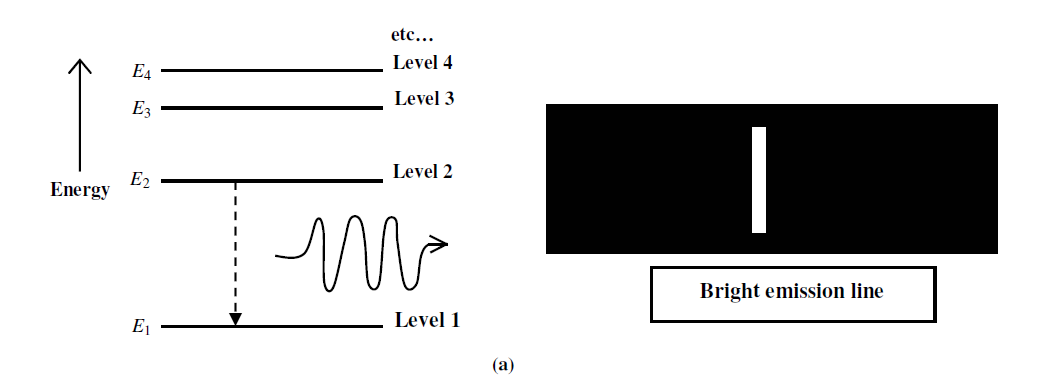 etc…
E4 Level 4
E3 Level 3
E2 Level 2
Energy
E1 Level 1
Bright emission line
(a)